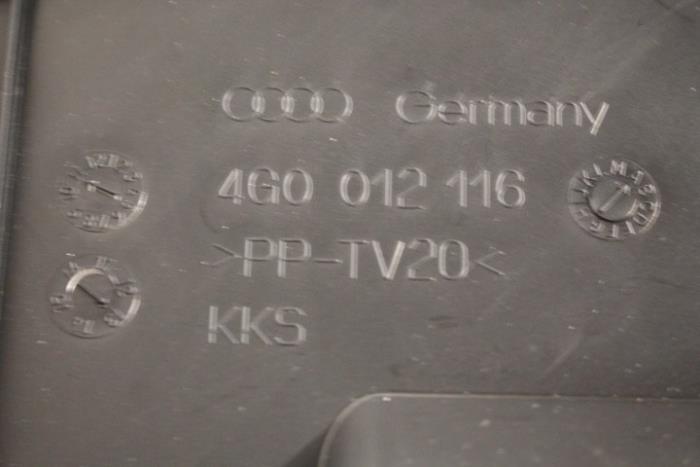 Germany
4G0 012 116
>PP-TV20<
KKS